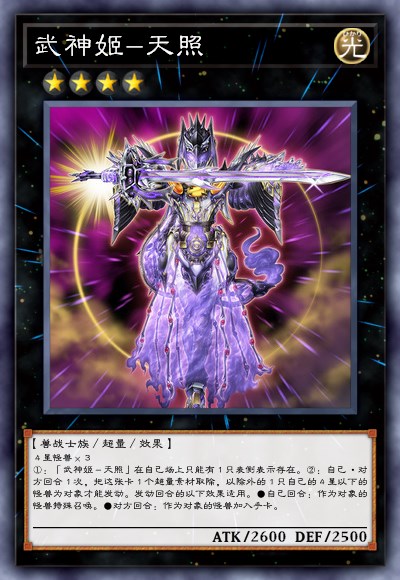 武神姬-天照
光
ひかり
【兽战士族/超量/效果】
4星怪兽×3
①:「武神姬-天照」在自己场上只能有1只表侧表示存在。②:自己·对
方回合1次,把这张卡1个超量素材取除,以除外的1只自己的4星以下的
怪兽为对象才能发动。发动回合的以下效果适用。●自己回合:作为对象的
怪兽特殊召唤。●对方回合:作为对象的怪兽加入手卡。
ATK/2600 DEF/2500